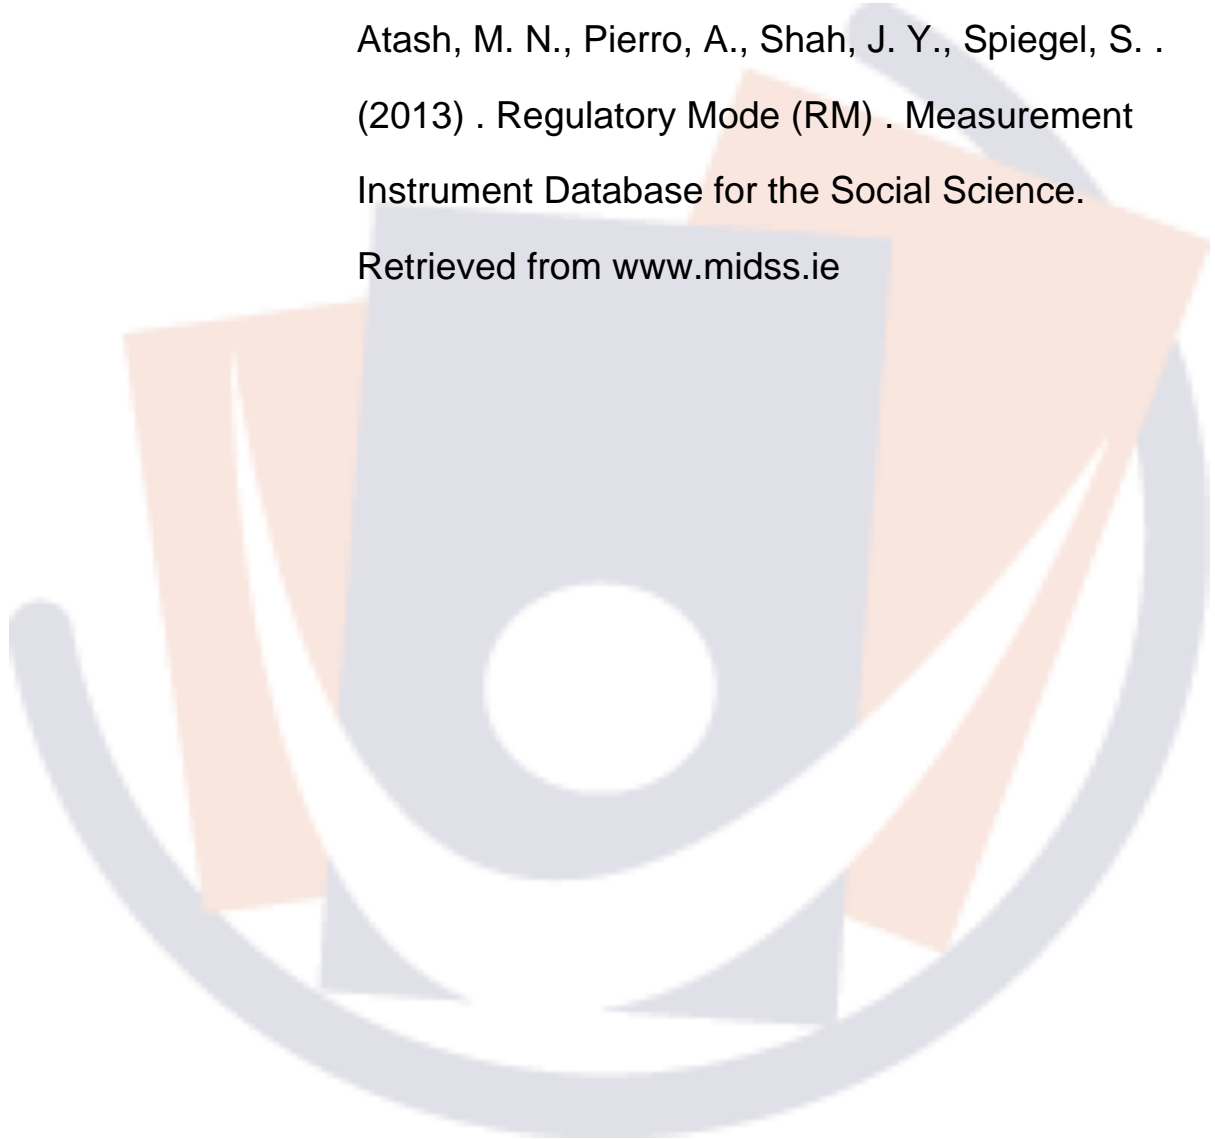 Atash, M. N., Pierro, A., Shah, J. Y., Spiegel, S. .
(2013) . Regulatory Mode (RM) . Measurement
Instrument Database for the Social Science.
Retrieved from www.midss.ie